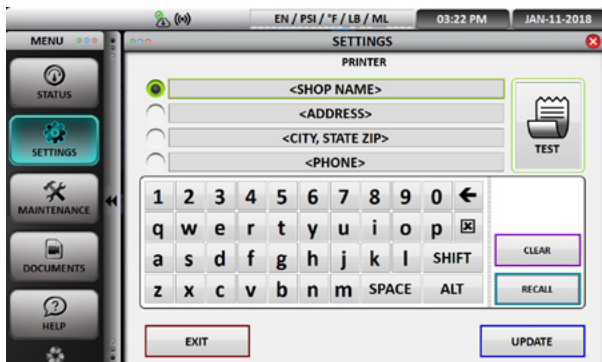 EN / PSI / °F / LB / ML 03:22 PM JAN-11-2018
MENU SETTINGS
PRINTER
STATUS
SETTINGS
MAINTENANCE
DOCUMENTS
HELP
<SHOP NAME>
<ADDRESS>
<CITY, STATE ZIP>
<PHONE>
TEST
1 2 3 4 5 6 7 8 9 0
q w e r t y u i o p
a s d f g h j k l SHIFT
z x c v b n m SPACE ALT
CLEAR
RECALL
EXIT UPDATE